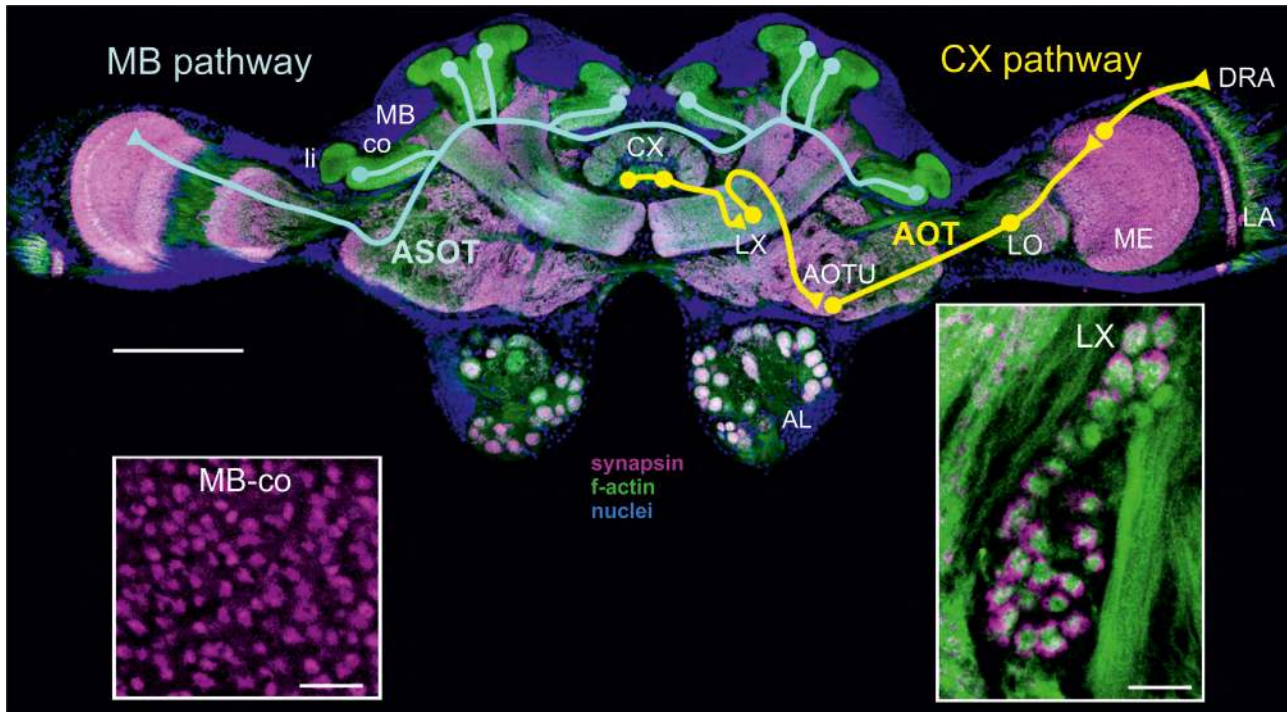 MB pathway
CX pathway
DRA
MB
co
li
CX
LX
ASOT
AOT
AOTU
LO
ME
LA
AL
synapsin
f-actin
nuclei
MB-co
LX